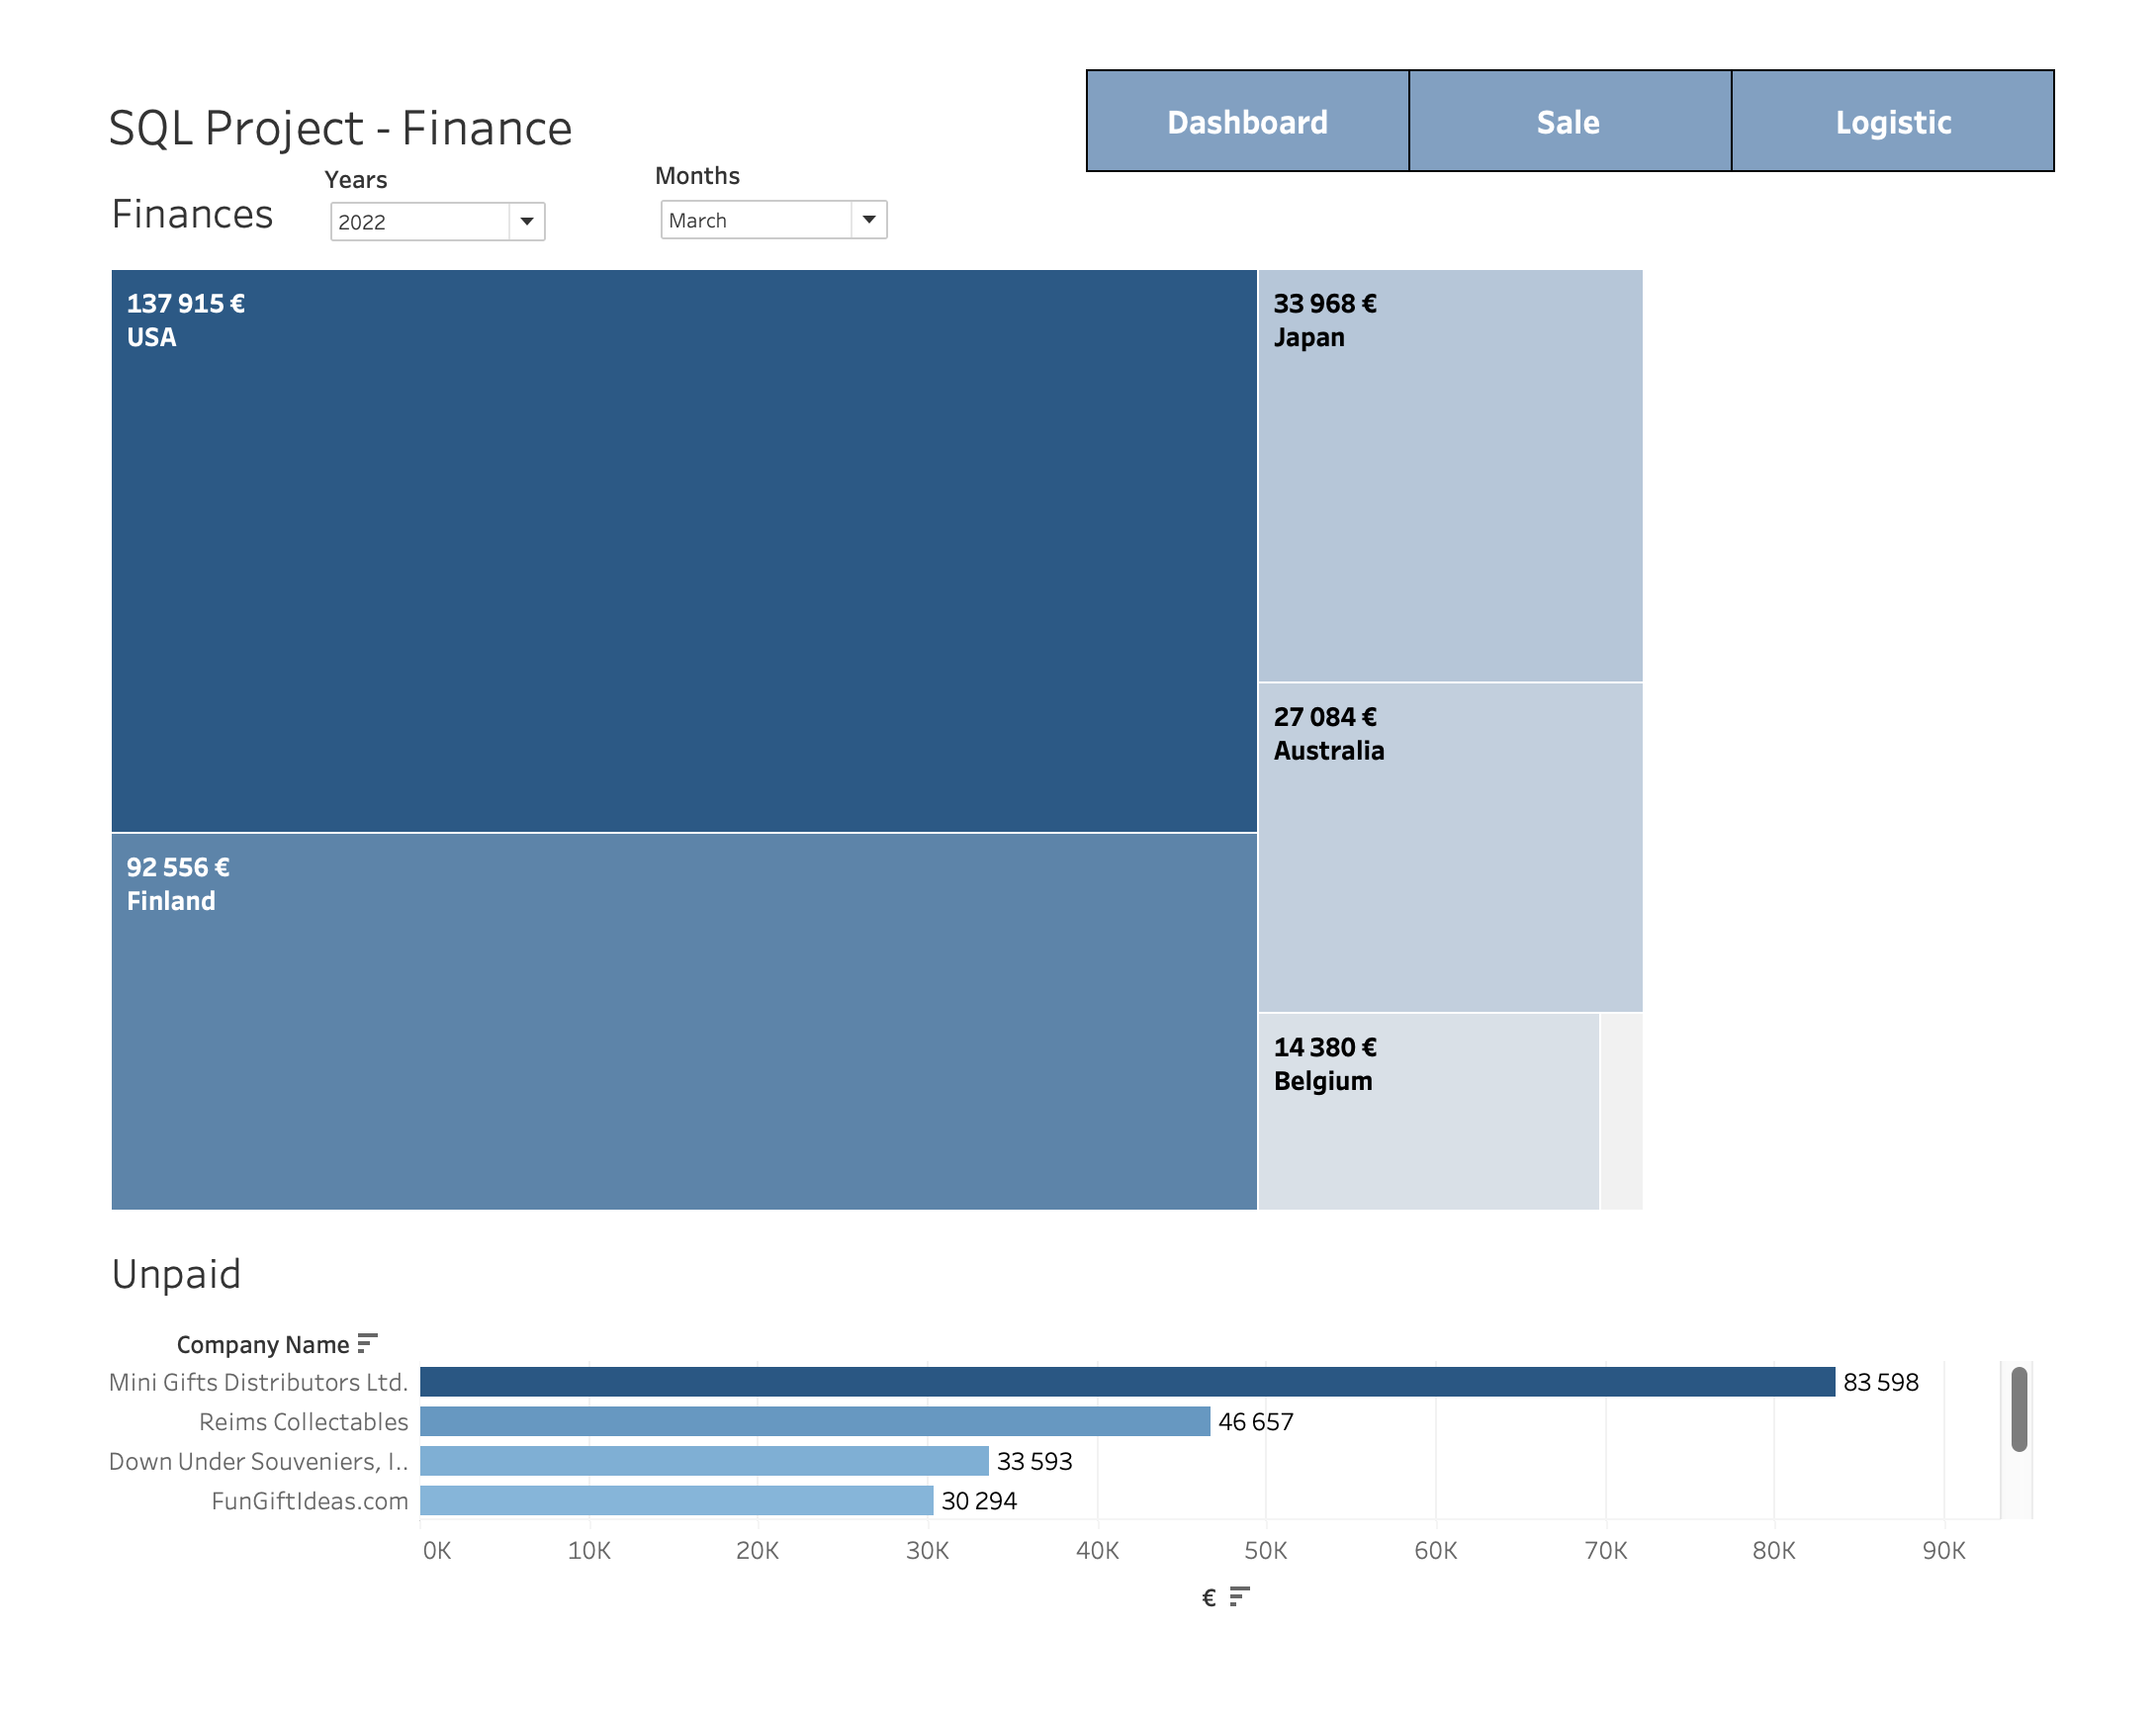 SQL Project - Finance
Dashboard
Sale
Logistic
Finances
Years
2022
Months
March
137 915 €
USA
33 968 €
Japan
27 084 €
Australia
92 556 €
Finland
14 380 €
Belgium
Unpaid
Company Name
Mini Gifts Distributors Ltd.
83 598
Reims Collectables
46 657
Down Under Souveniers, I..
33 593
FunGiftIdeas.com
30 294
0K 10K 20K 30K 40K 50K 60K 70K 80K 90K
€